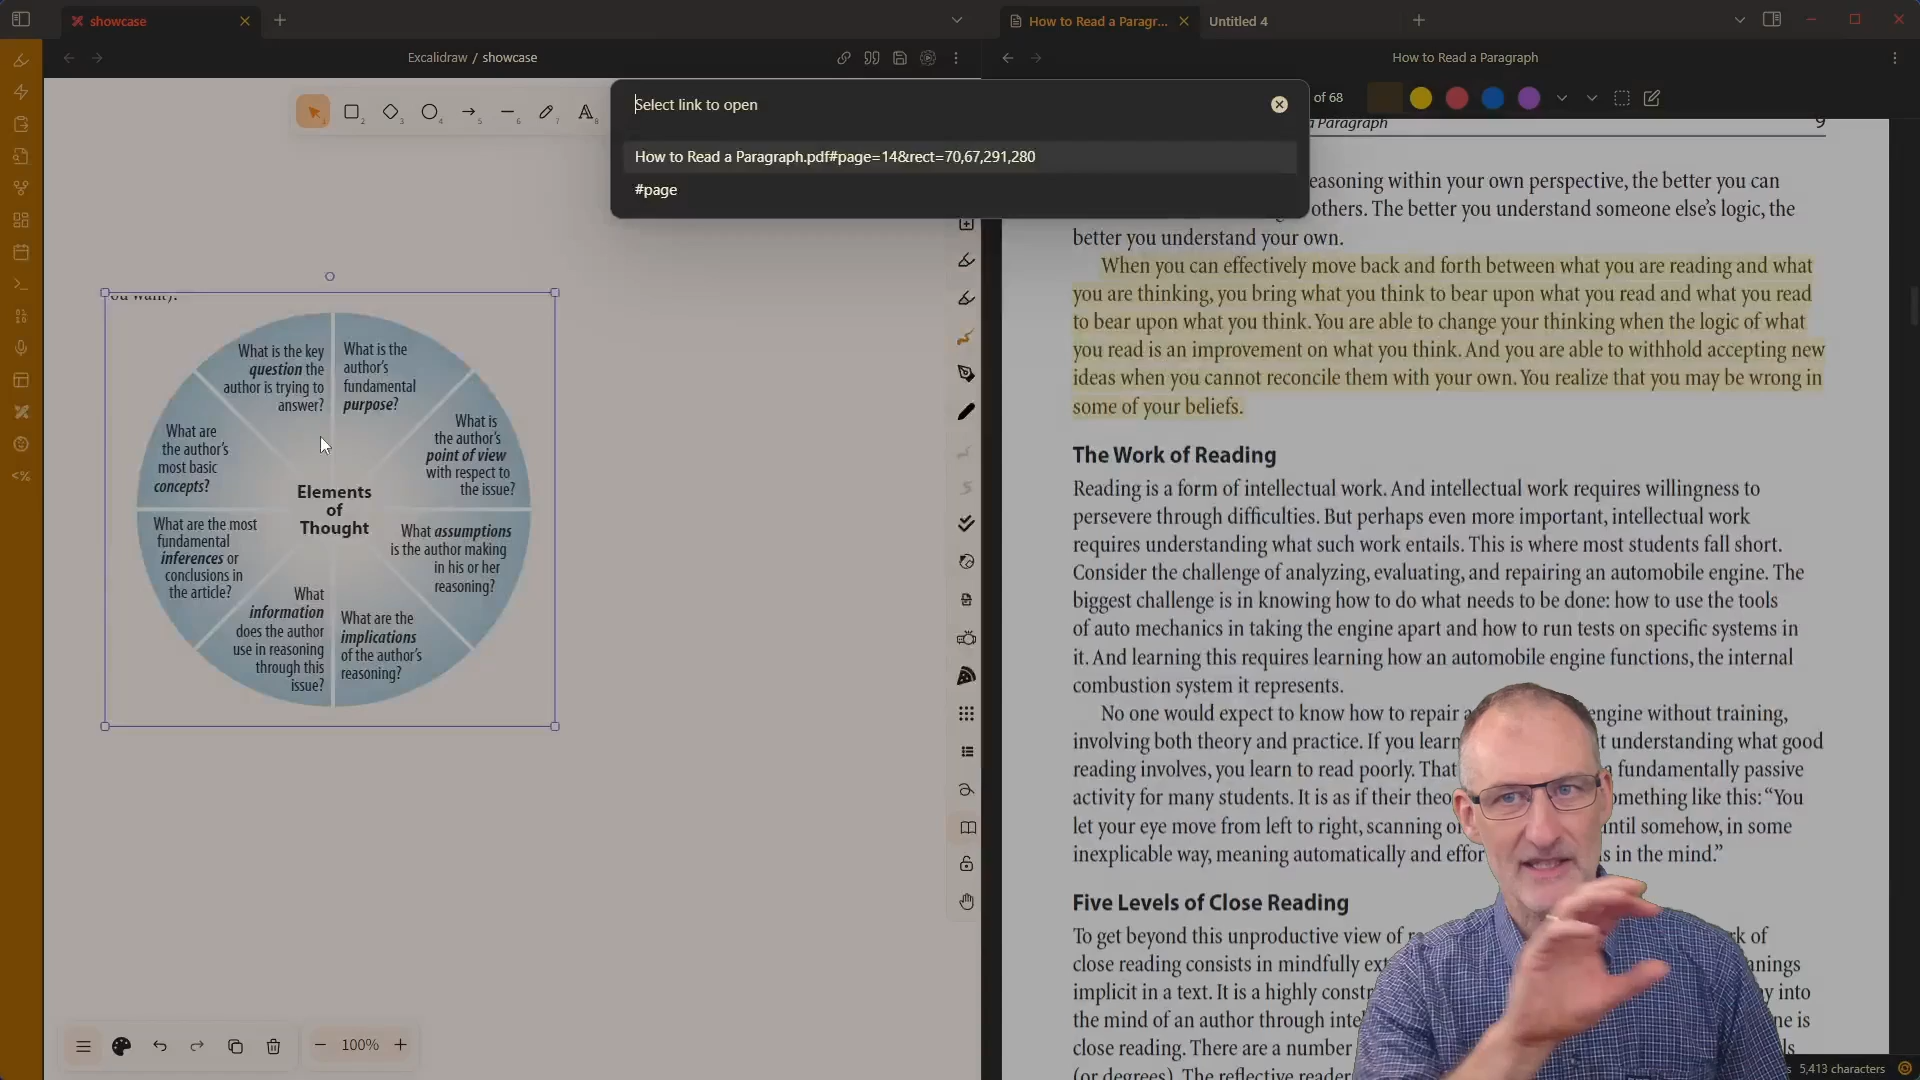 showcase
How to Read a Paragr...
Untitled 4
Excalidraw / showcase
How to Read a Paragraph
Select link to open
How to Read a Paragraph.pdf#page=14&rect=70,67,291,280
#page
of 68
a Paragraph
9
easoning within your own perspective, the better you can
others. The better you understand someone else's logic, the
better you understand your own.
When you can effectively move back and forth between what you are reading and what
you are thinking, you bring what you think to bear upon what you read and what you read
to bear upon what you think. You are able to change your thinking when the logic of what
you read is an improvement on what you think. And you are able to withhold accepting new
ideas when you cannot reconcile them with your own. You realize that you may be wrong in
some of your beliefs.
The Work of Reading
Reading is a form of intellectual work. And intellectual work requires willingness to
persevere through difficulties. But perhaps even more important, intellectual work
requires understanding what such work entails. This is where most students fall short.
Consider the challenge of analyzing, evaluating, and repairing an automobile engine. The
biggest challenge is in knowing how to do what needs to be done: how to use the tools
of auto mechanics in taking the engine apart and how to run tests on specific systems in
it. And learning this requires learning how an automobile engine functions, the internal
combustion system it represents.
No one would expect to know how to repair a engine without training,
involving both theory and practice. If you learn t understanding what good
reading involves, you learn to read poorly. That a fundamentally passive
activity for many students. It is as if their theo omething like this: “You
let your eye move from left to right, scanning o until somehow, in some
inexplicable way, meaning automatically and effor s in the mind.”
Five Levels of Close Reading
To get beyond this unproductive view of r rk of
close reading consists in mindfully ext anings
implicit in a text. It is a highly constr y into
the mind of an author through inte ne is
close reading. There are a number ls
(or degrees). The reflective reader
5,413 characters
you want).
What is the key
question the
author is trying to
answer?
What is the
author's
fundamental
purpose?
What is
the author's
point of view
with respect to
the issue?
What assumptions
is the author making
in his or her
reasoning?
What are the
implications
of the author's
reasoning?
What
information
does the author
use in reasoning
through this
issue?
What are the most
fundamental
inferences or
conclusions in
the article?
What are
the author's
most basic
concepts?
Elements
of
Thought
100%